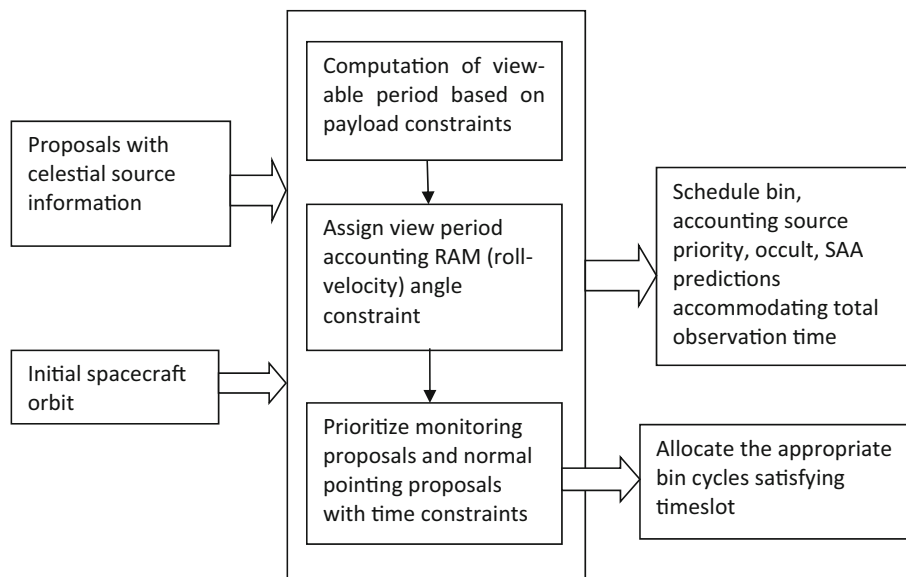 Proposals with
celestial source
information
Initial spacecraft
orbit
Computation of view-
able period based on
payload constraints
Assign view period
accounting RAM (roll-
velocity) angle
constraint
Prioritize monitoring
proposals and normal
pointing proposals
with time constraints
Schedule bin,
accounting source
priority, occult, SAA
predictions
accommodating total
observation time
Allocate the appropriate
bin cycles satisfying
timeslot